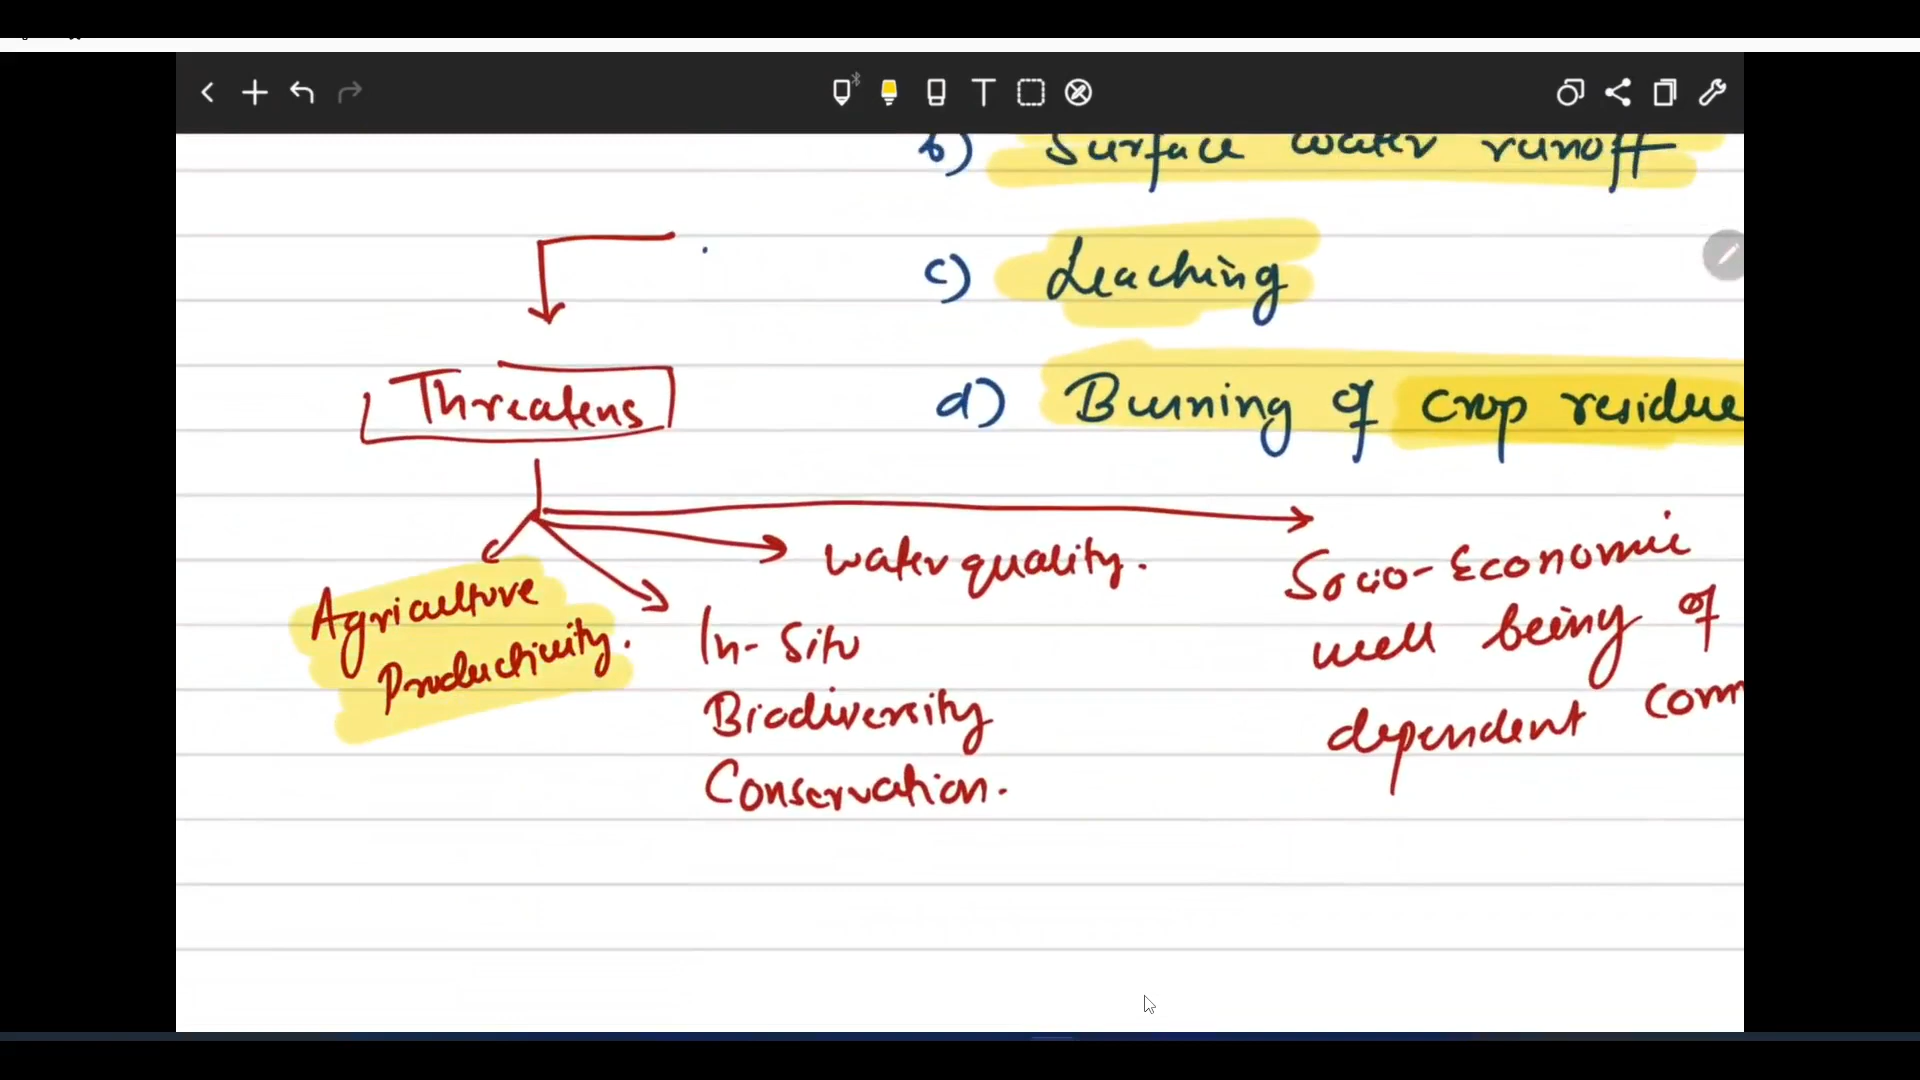 b) Surface water runoff
c) Leaching
Threatens
d) Burning of crop residue
Agriculture
Productivity.
water quality.
In-Situ
Biodiversity
Conservation.
Socio-Economic
well being of
dependent comm